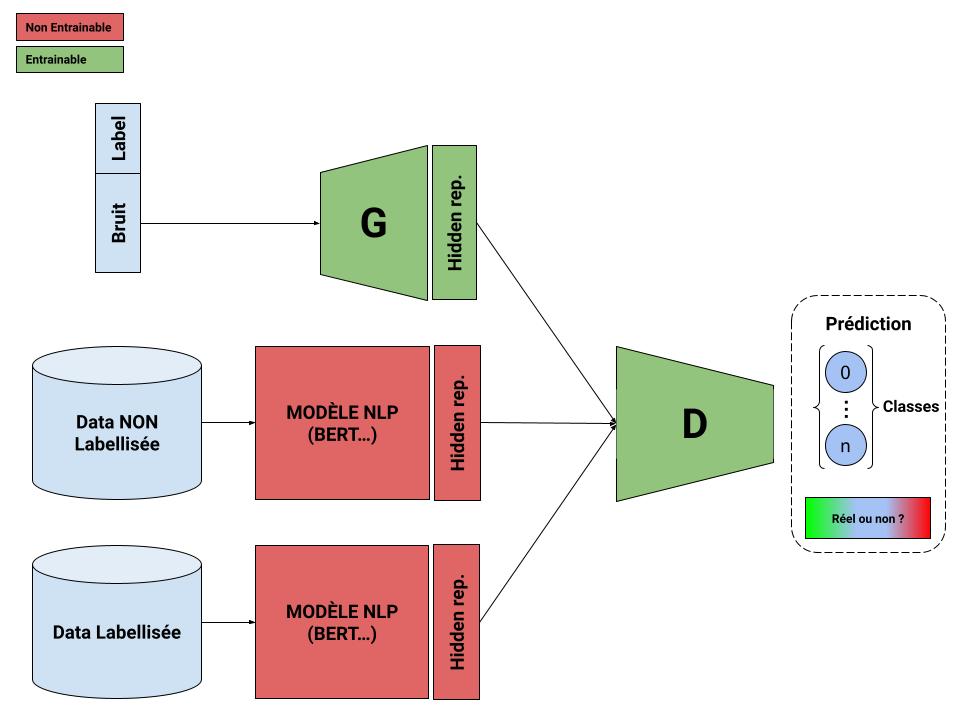 Non Entrainable
Entrainable
Label
Bruit
G
Hidden rep.
Data NON
Labellisée
MODÈLE NLP
(BERT...)
Hidden rep.
Data Labellisée
MODÈLE NLP
(BERT...)
Hidden rep.
D
Prédiction
0
⋮
n
Classes
Réel ou non ?